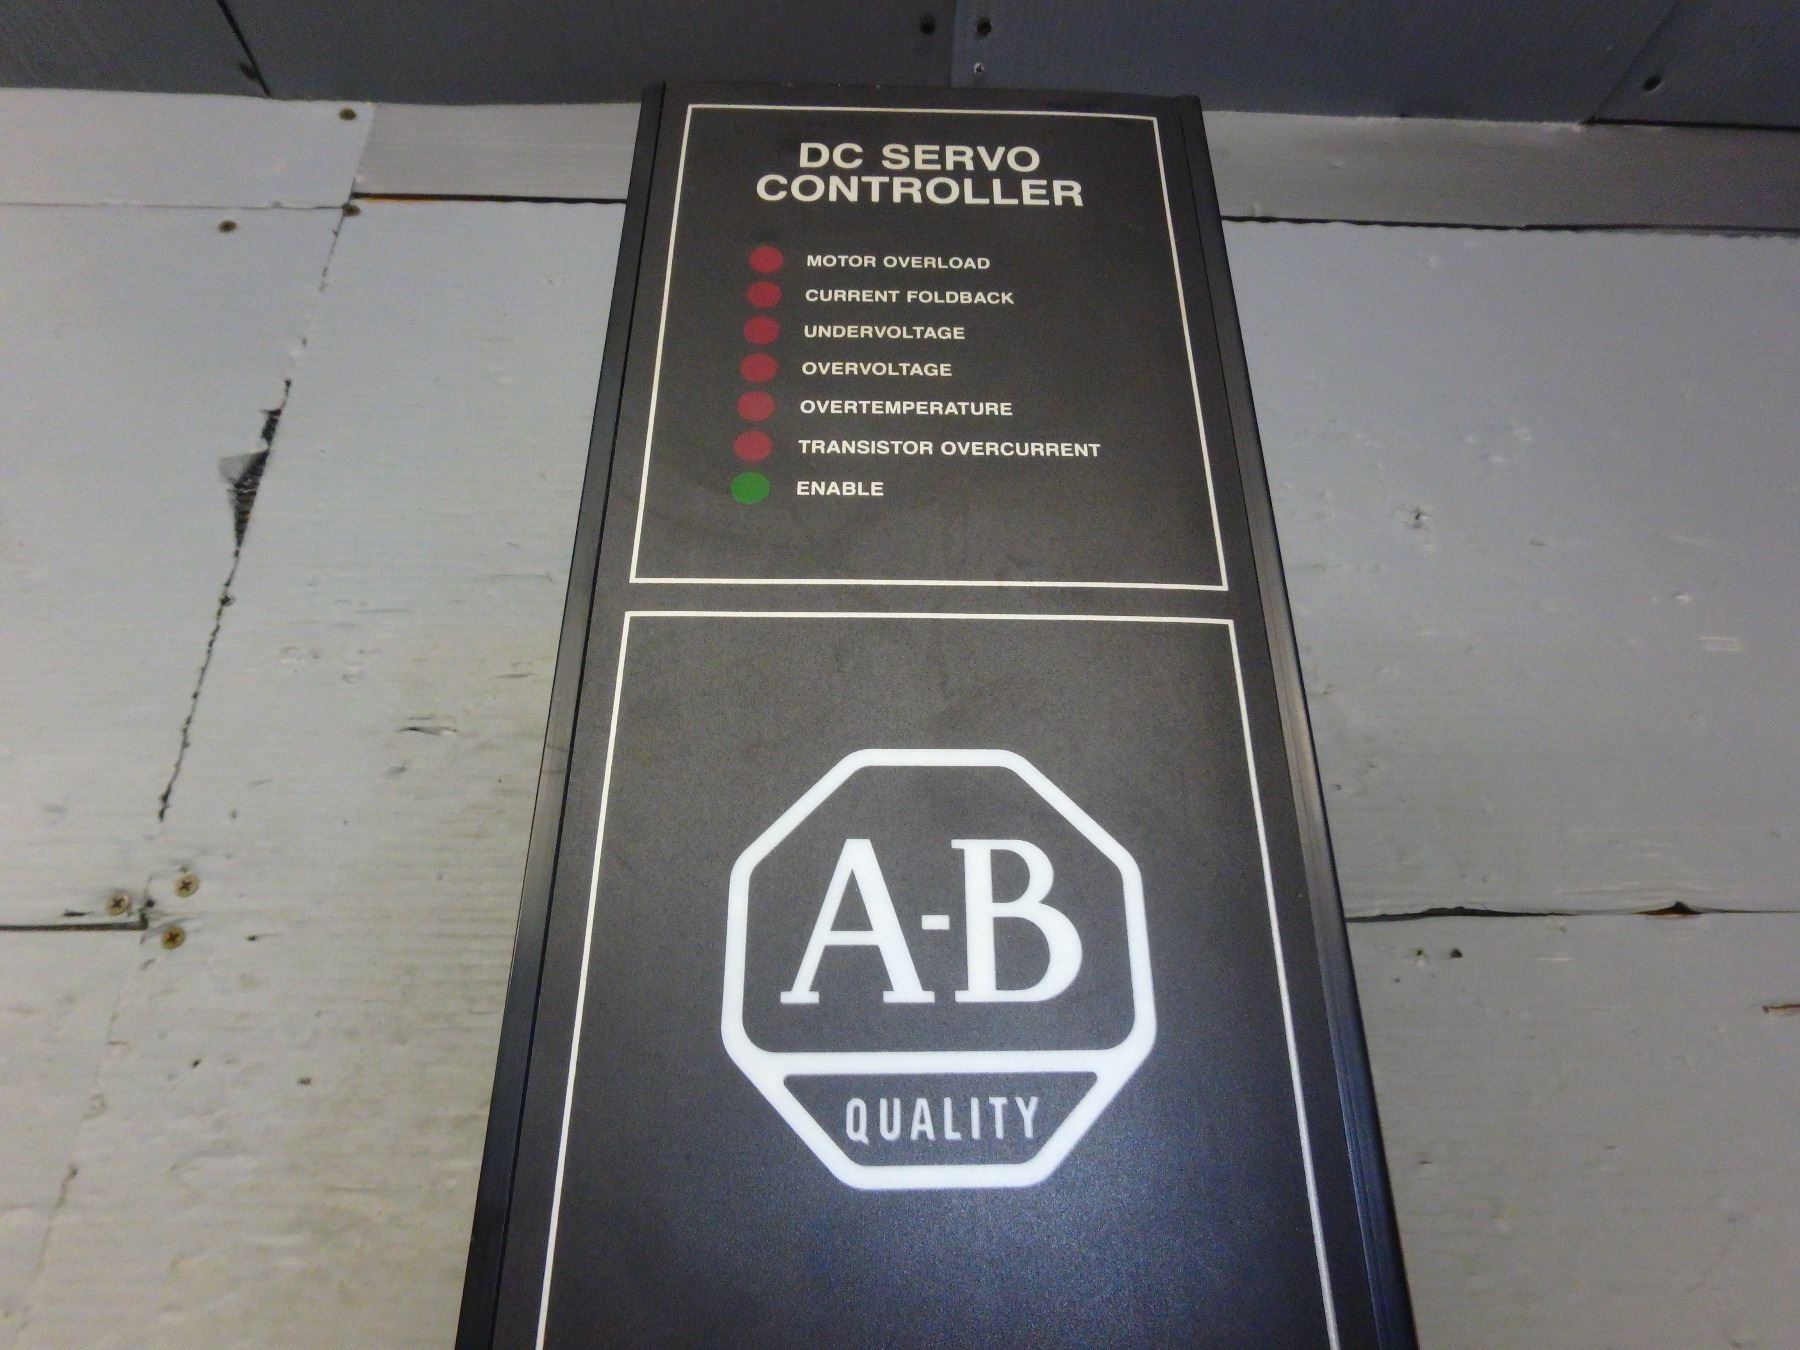 DC SERVO
CONTROLLER
MOTOR OVERLOAD
CURRENT FOLDBACK
UNDERVOLTAGE
OVERVOLTAGE
OVERTEMPERATURE
TRANSISTOR OVERCURRENT
ENABLE
A-B
QUALITY